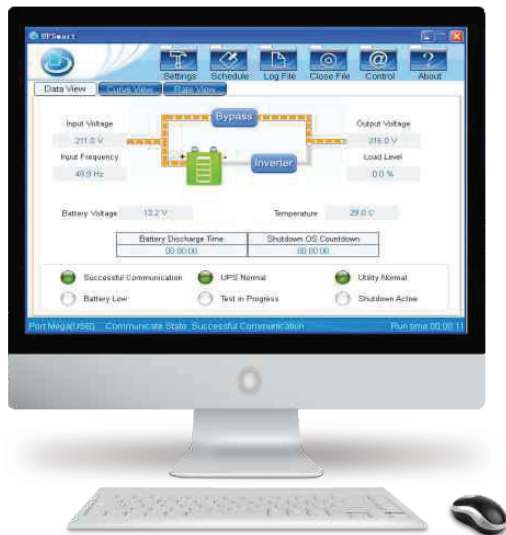 UPSmart
Settings Schedule Log File Close File Control About
Data View Curve View Data View
Input Voltage
211.0 V
Input Frequency
49.9 Hz
Bypass
+ -
Inverter
Output Voltage
216.0 V
Load Level
0.0 %
Battery Voltage 13.2 V Temperature 29.0 C
Battery Discharge Time Shutdown OS Countdown
00:00:00 00:00:00
Successful Communication UPS Normal Utility Normal
Battery Low Test in Progress Shutdown Active
Port Mega(USB) Communicate State: Successful Communication Run time 00:00:11